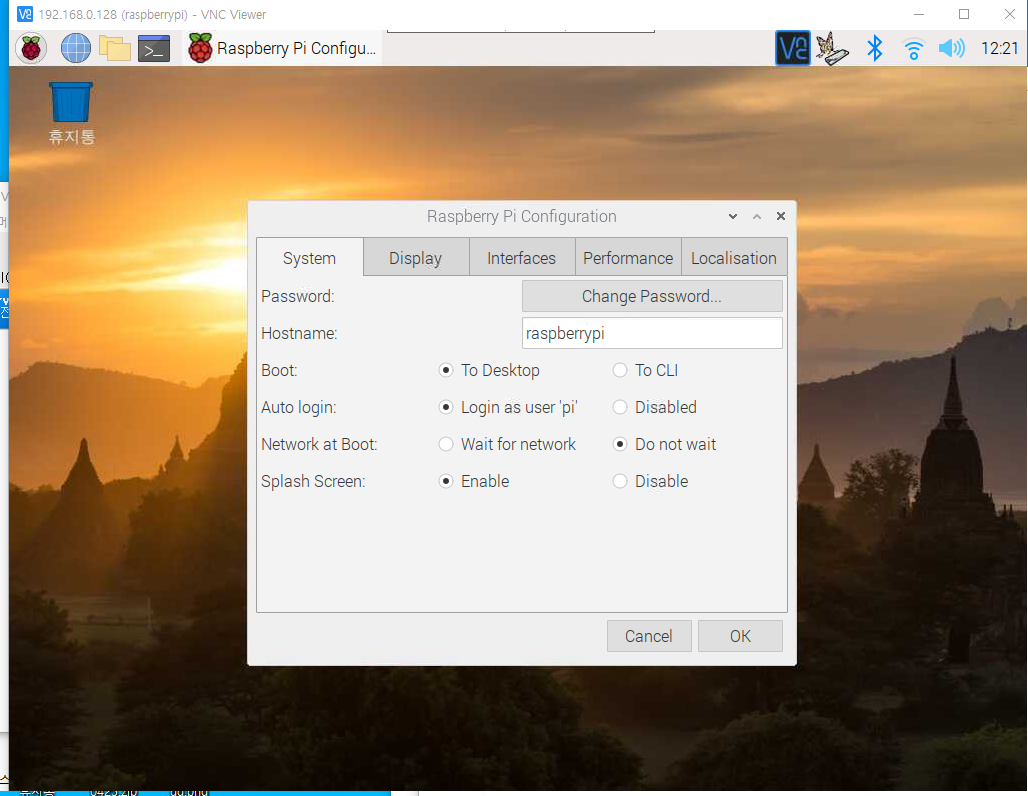 192.168.0.128 (raspberrypi) - VNC Viewer
Raspberry Pi Configu... 12:21
휴지통
Raspberry Pi Configuration
System Display Interfaces Performance Localisation
Password: Change Password...
Hostname: raspberrypi
Boot: To Desktop To CLI
Auto login: Login as user 'pi' Disabled
Network at Boot: Wait for network Do not wait
Splash Screen: Enable Disable
Cancel OK